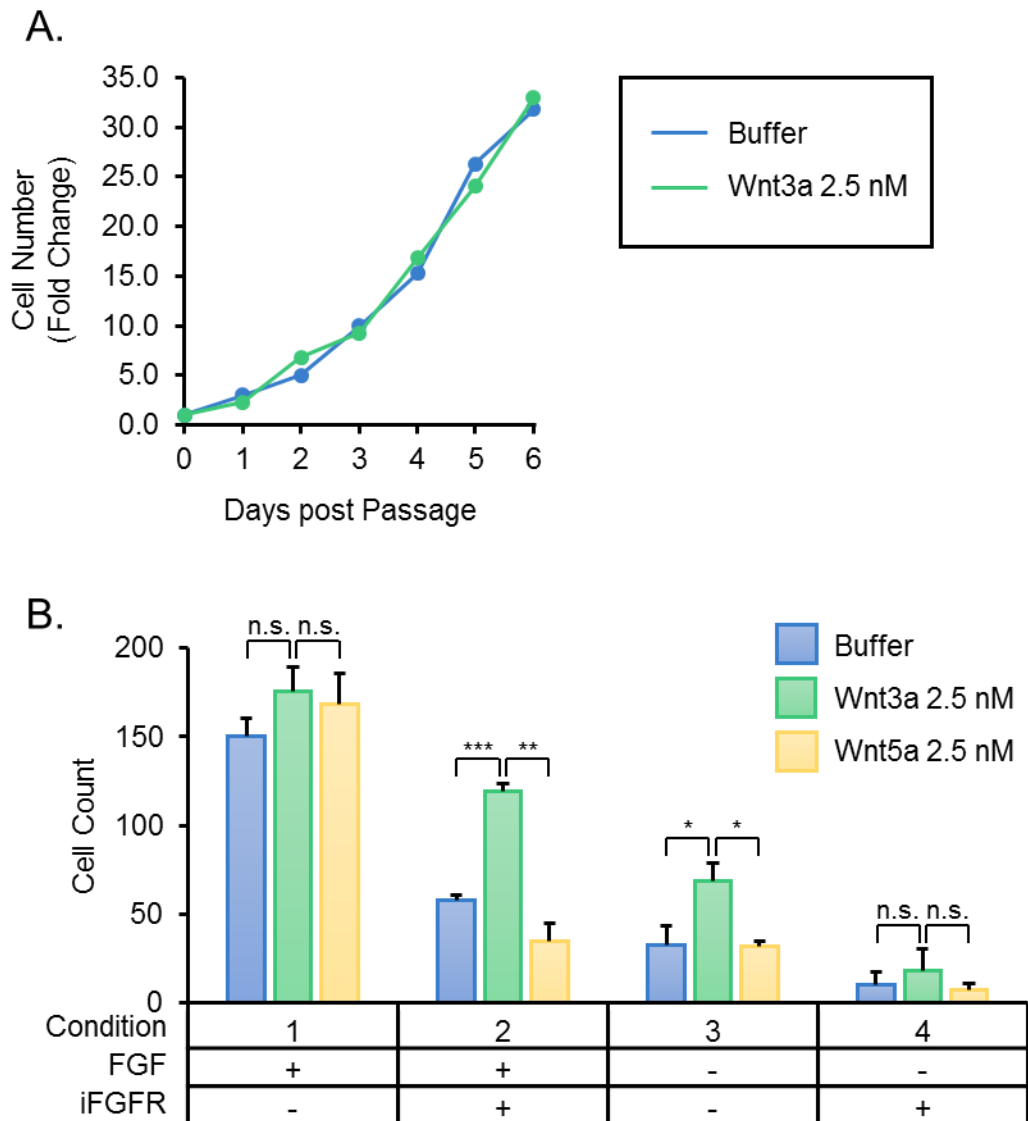 A.
35.0
30.0
25.0
20.0
15.0
10.0
5.0
0.0
Cell Number
(Fold Change)
0 1 2 3 4 5 6
Days post Passage
Buffer
Wnt3a 2.5 nM
B.
200
150
100
50
0
Cell Count
n.s. n.s.
*** **
* *
n.s. n.s.
Buffer
Wnt3a 2.5 nM
Wnt5a 2.5 nM
Condition 1 2 3 4
FGF + + - -
iFGFR - + - +